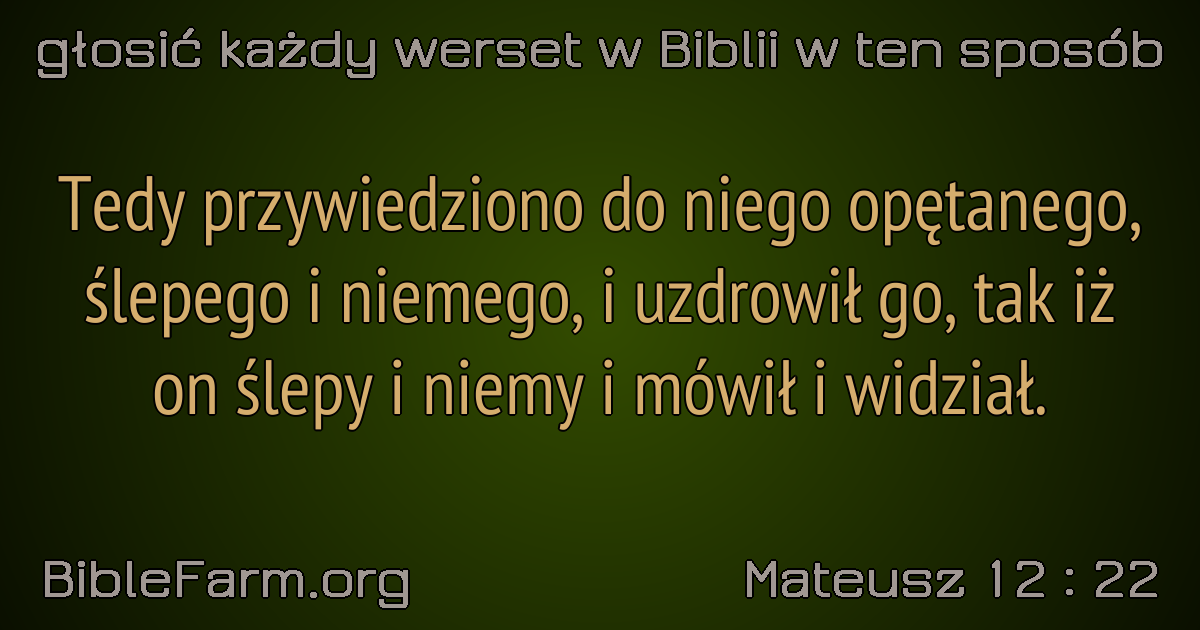 głosić każdy werset w Biblii w ten sposób
Tedy przywiedziono do niego opętanego,
ślepego i niemego, i uzdrowił go, tak iż
on ślepy i niemy i mówił i widział.
BibleFarm.org
Mateusz 12 : 22